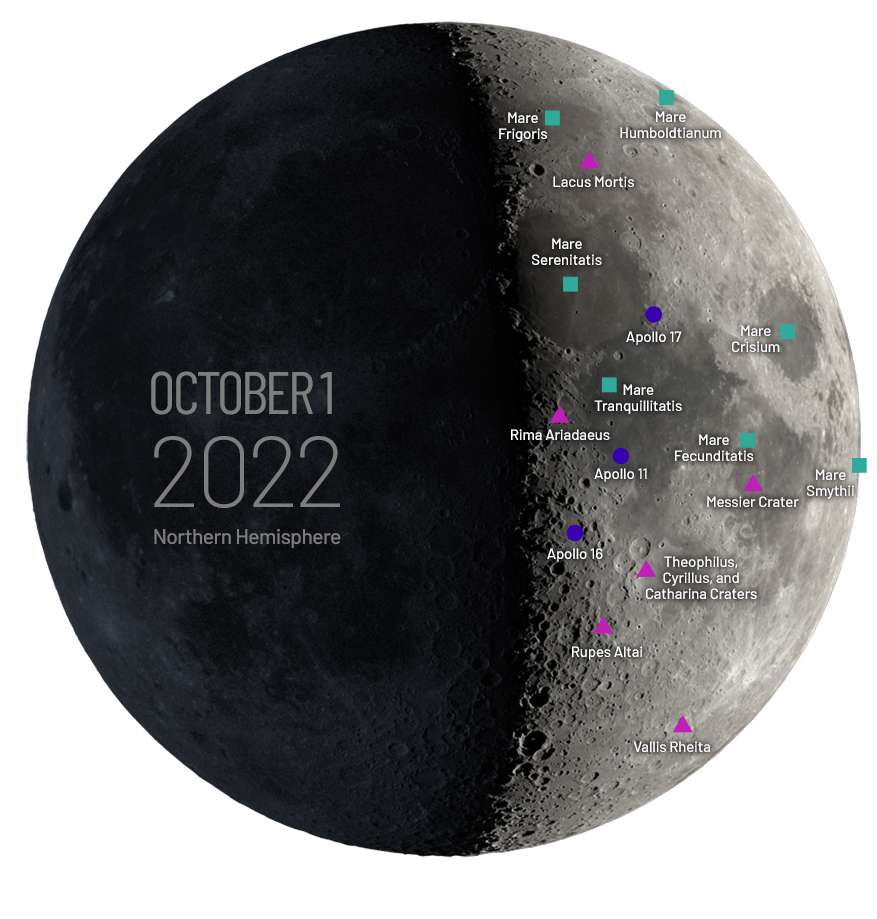 Mare
Frigoris
Mare
Humboldtianum
Lacus Mortis
Mare
Serenitatis
Apollo 17
Mare
Crisium
OCTOBER 1
2022
Northern Hemisphere
Mare
Tranquillitatis
Rima Ariadaeus
Mare
Fecunditatis
Apollo 11
Mare
Smythii
Messier Crater
Apollo 16
Theophilus,
Cyrillus, and
Catharina Craters
Rupes Altai
Vallis Rheita